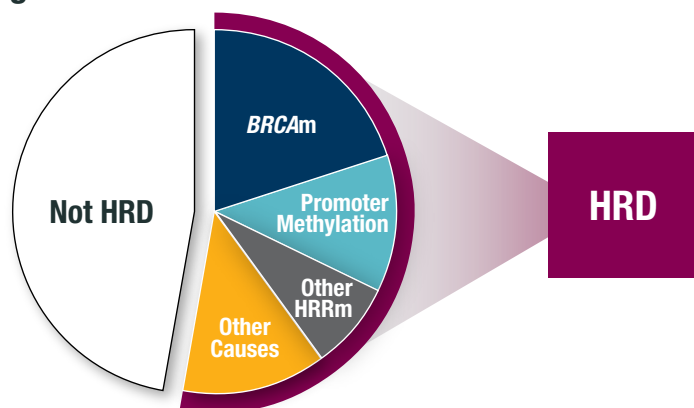 BRCAm
Not HRD
Promoter
Methylation
HRD
Other
HRRm
Other
Causes